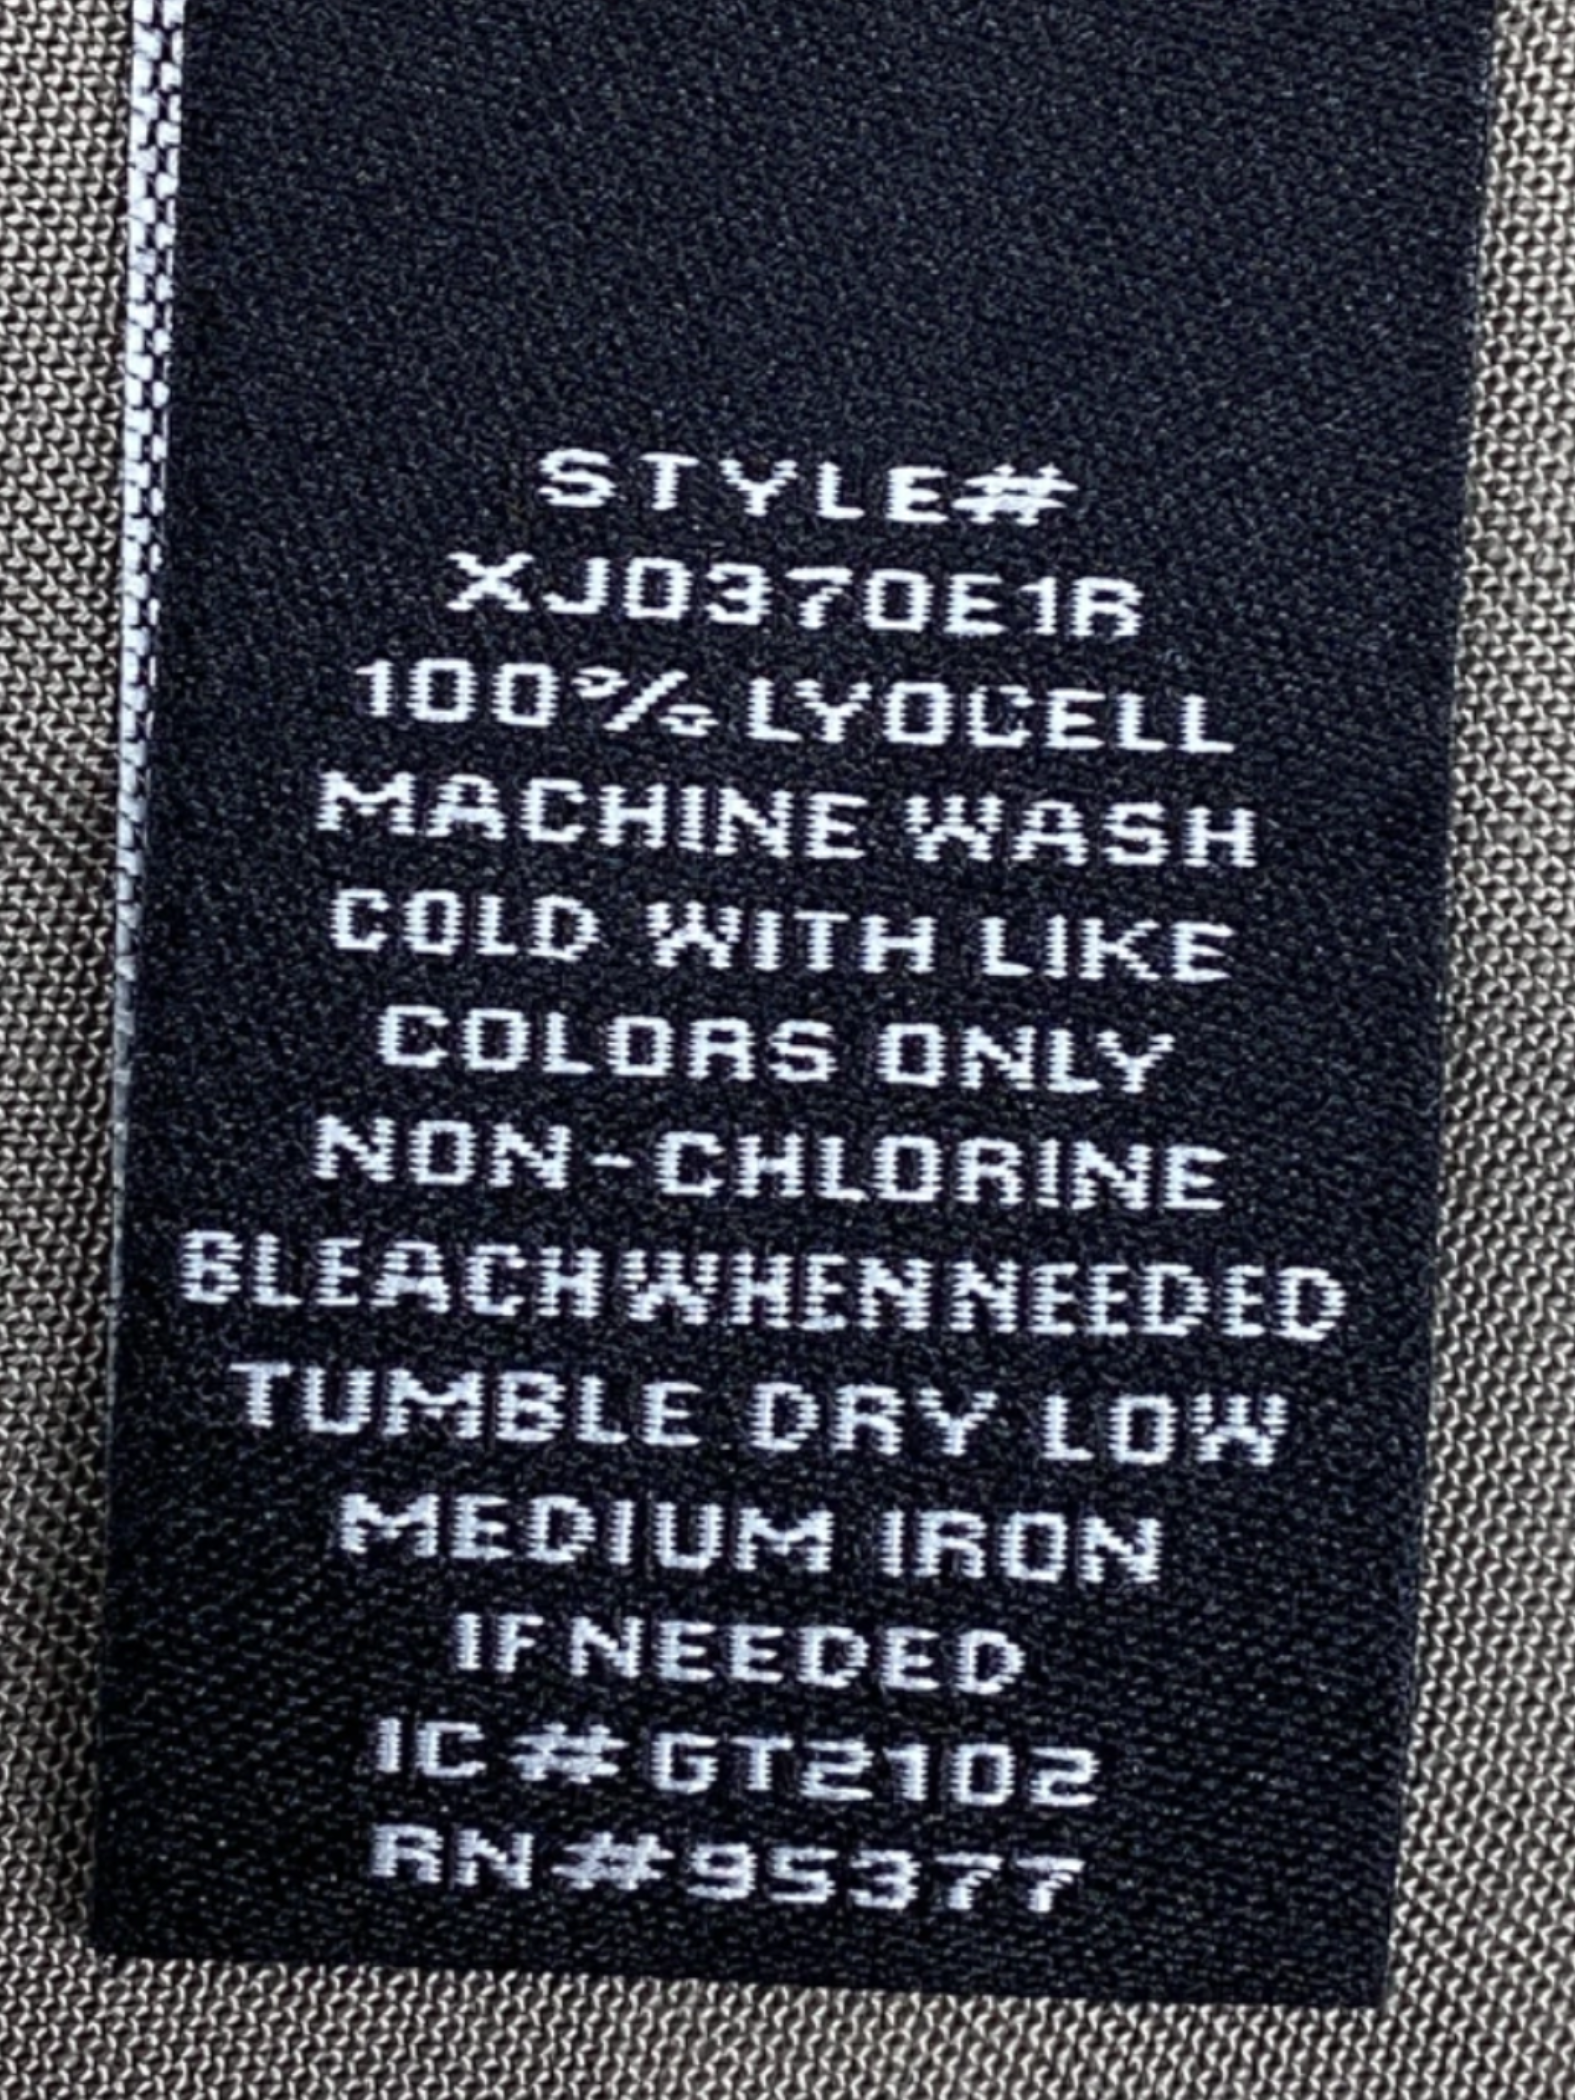 STYLE#
XJ0370E1R
100% LYOCELL
MACHINE WASH
COLD WITH LIKE
COLORS ONLY
NON-CHLORINE
BLEACH WHEN NEEDED
TUMBLE DRY LOW
MEDIUM IRON
IF NEEDED
IC#GT2102
RN#95377